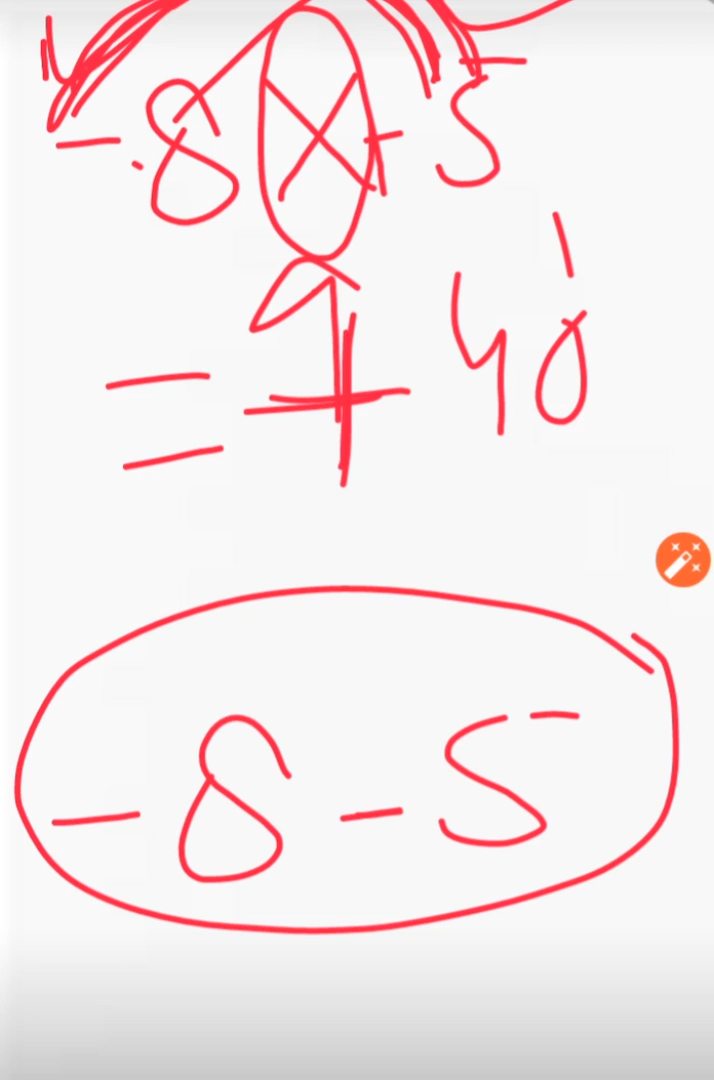 -8 × -5
= + 40
-8 - 5